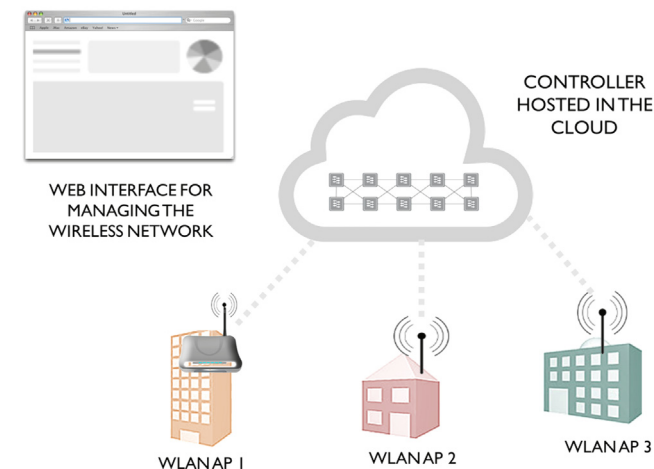 Untitled
WEB INTERFACE FOR
MANAGING THE
WIRELESS NETWORK
CONTROLLER
HOSTED IN THE
CLOUD
WLAN AP 1
WLAN AP 2
WLAN AP 3